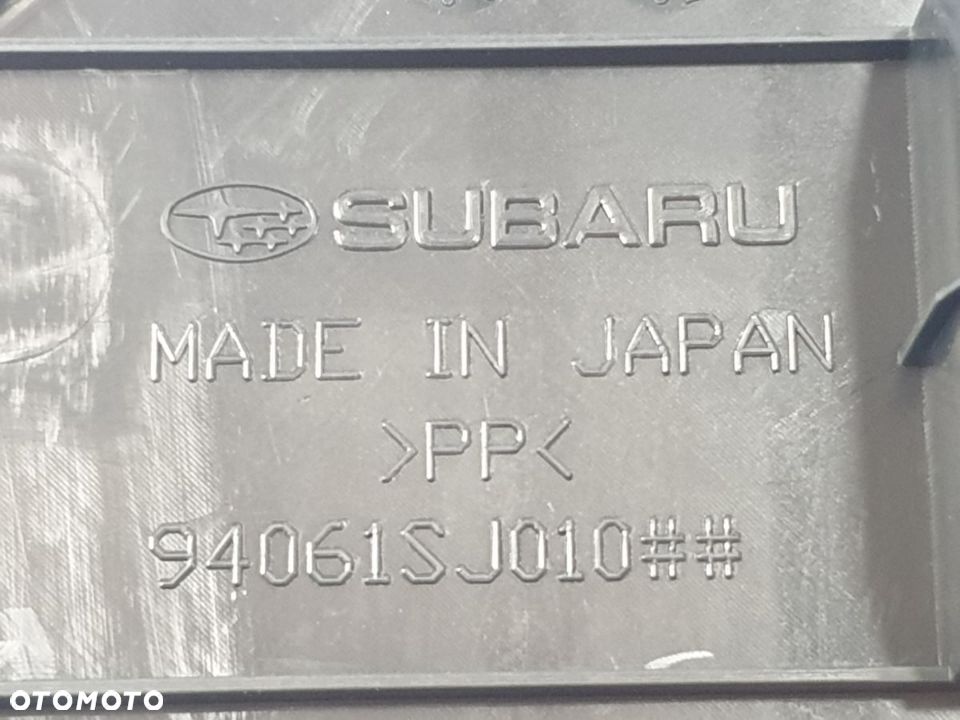 SUBARU
MADE IN JAPAN
>PP<
94061SJ010##
OTOMOTO